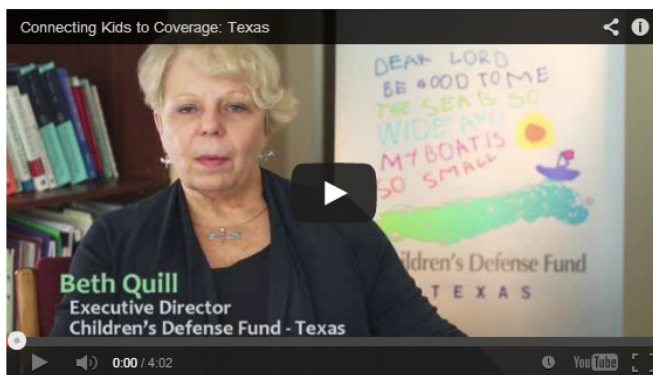 Connecting Kids to Coverage: Texas
DEAR LORD
BE GOOD TO ME
THE SEA IS SO
WIDE AND
MY BOAT IS
SO SMALL
ildren's Defense Fund
TEXAS
Beth Quill
Executive Director
Children's Defense Fund - Texas
0:00 / 4:02
YouTube